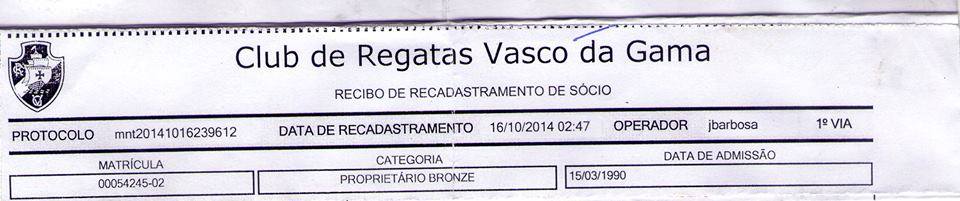 Club de Regatas Vasco da Gama
RECIBO DE RECADASTRAMENTO DE SÓCIO
PROTOCOLO mnt20141016239612 DATA DE RECADASTRAMENTO 16/10/2014 02:47 OPERADOR jbarbosa 1º VIA
MATRÍCULA CATEGORIA DATA DE ADMISSÃO
00054245-02 PROPRIETÁRIO BRONZE 15/03/1990